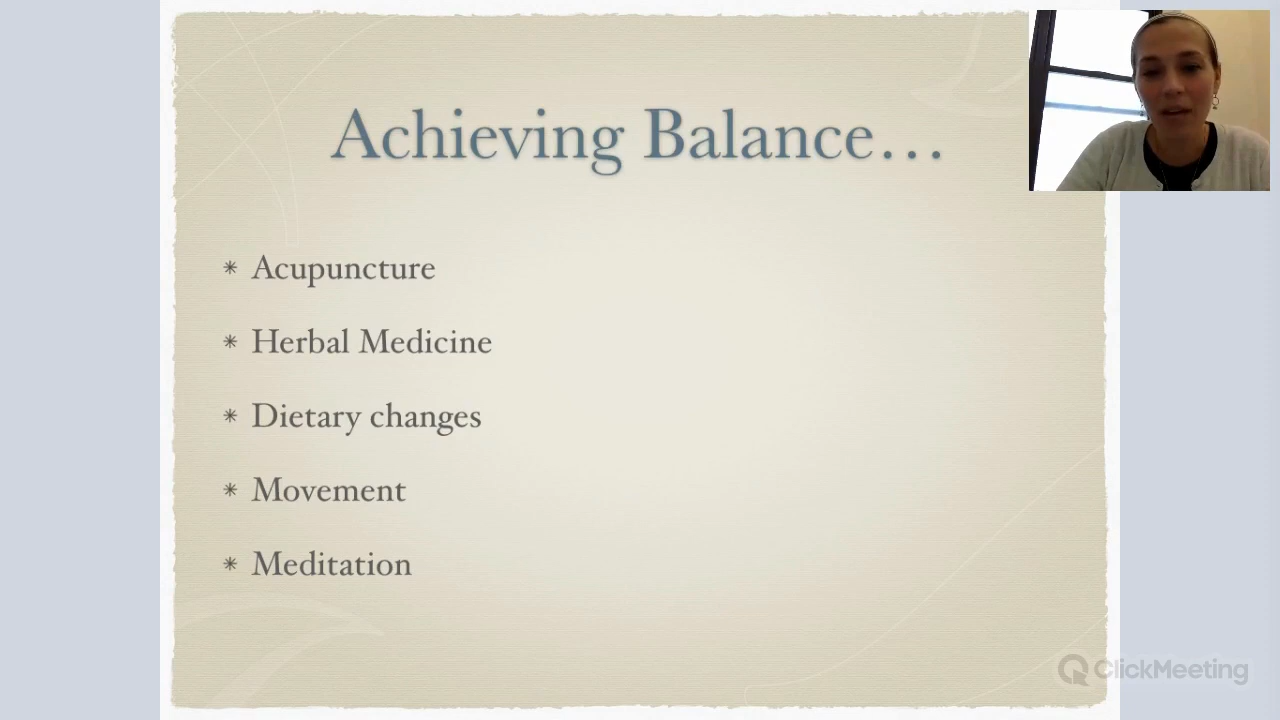 Achieving Balance…
* Acupuncture
* Herbal Medicine
* Dietary changes
* Movement
* Meditation
ClickMeeting